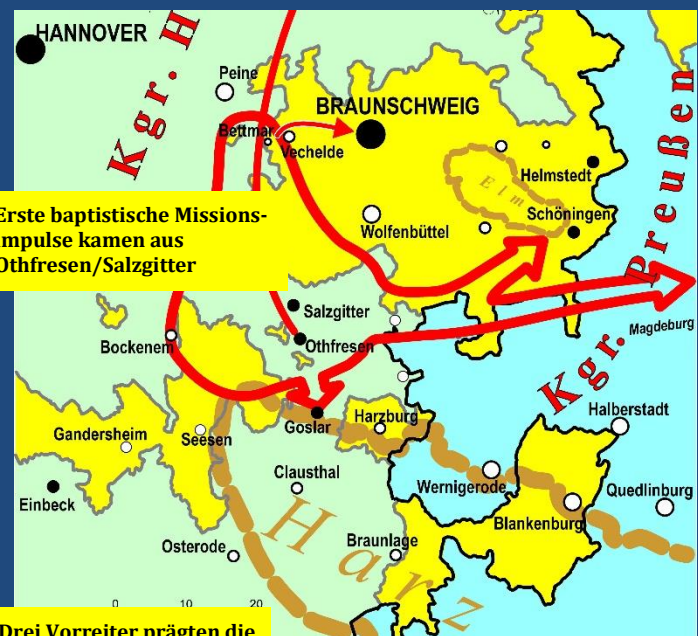 HANNOVER
Kgr. H
Peine
BRAUNSCHWEIG
Bettmar
Vechelde
Preußen
Helmstedt
Elm
Schöningen
Erste baptistische Missions-
impulse kamen aus
Othfresen/Salzgitter
Wolfenbüttel
Salzgitter
Othfresen
Bockenem
Magdeburg
Kgr.
Halberstadt
Gandersheim
Seesen
Goslar
Harzburg
Clausthal
Wernigerode
Quedlinburg
Einbeck
Blankenburg
Osterode
Harz
Braunlage
0 10 20
Drei Vorreiter prägten die